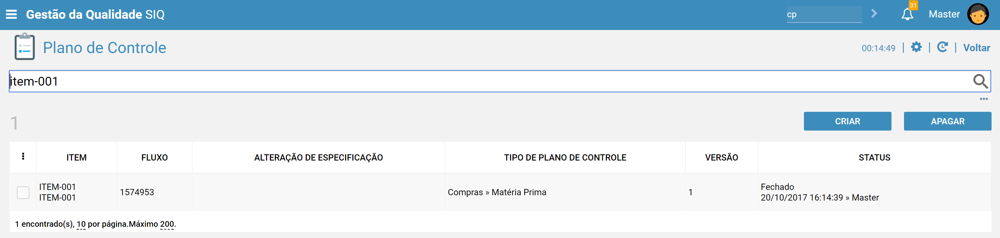 Gestão da Qualidade SIQ
cp
31
Master
Plano de Controle
00:14:49 | | | Voltar
item-001
1
CRIAR
APAGAR
ITEM
FLUXO
ALTERAÇÃO DE ESPECIFICAÇÃO
TIPO DE PLANO DE CONTROLE
VERSÃO
STATUS
ITEM-001
ITEM-001
1574953
Compras » Matéria Prima
1
Fechado
20/10/2017 16:14:39 » Master
1 encontrado(s), 10 por página.Máximo 200.